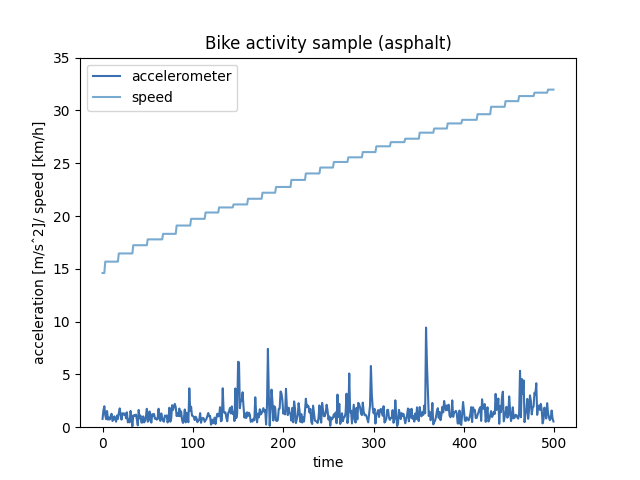 Bike activity sample (asphalt)
accelerometer
speed
35
30
25
20
15
10
5
0
acceleration [m/s^2]/ speed [km/h]
0 100 200 300 400 500
time